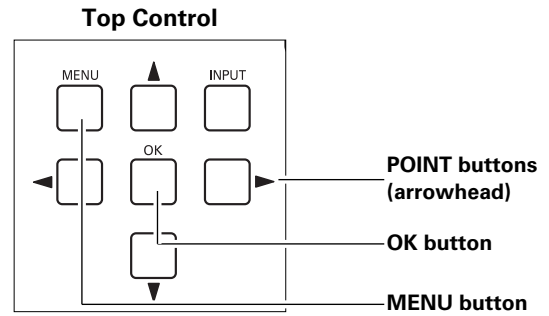 Top Control
MENU
INPUT
OK
POINT buttons
(arrowhead)
OK button
MENU button